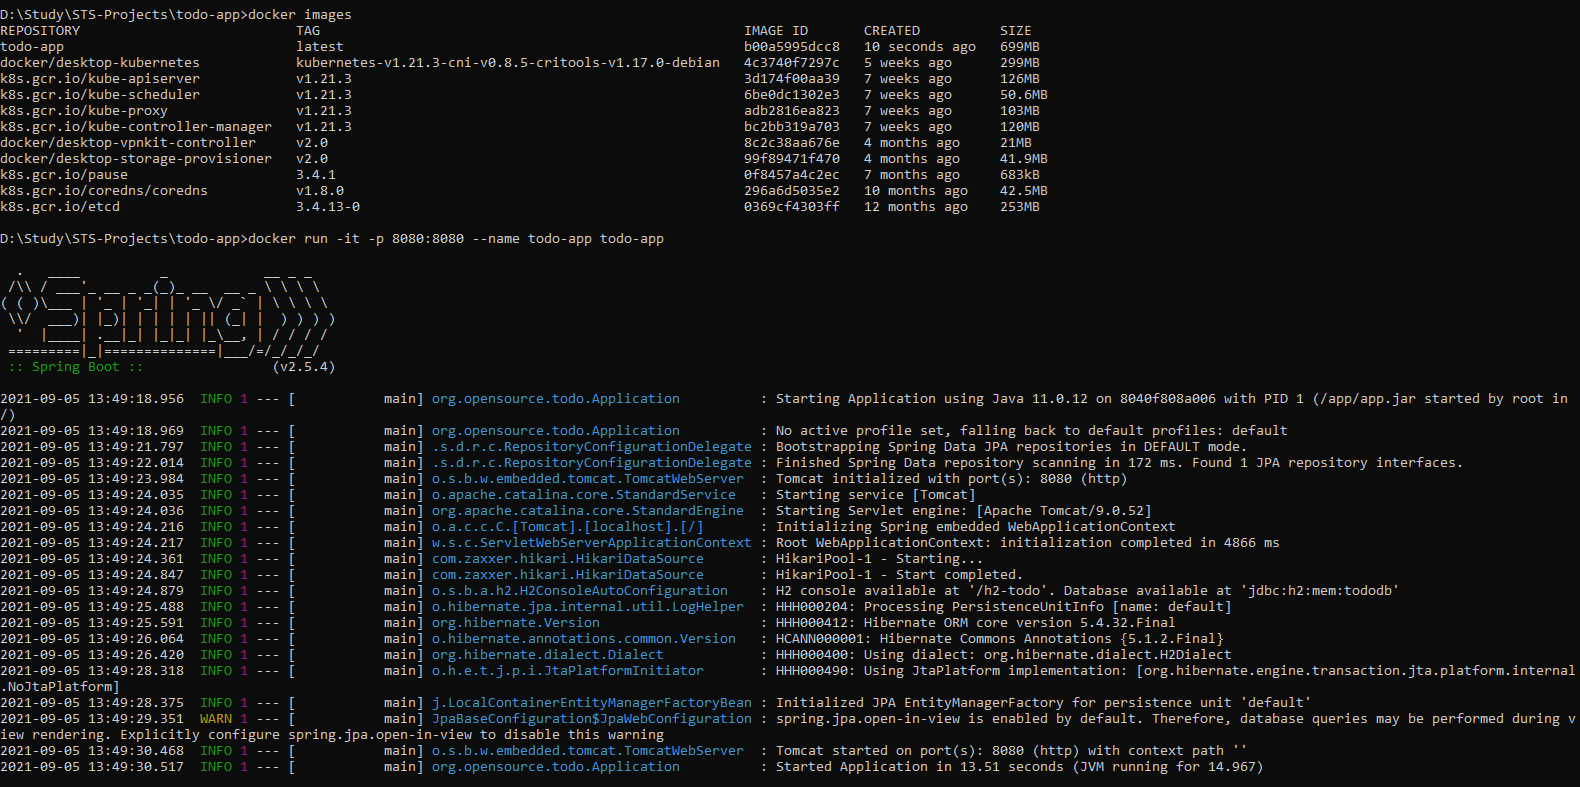 D:\Study\STS-Projects\todo-app>docker images
REPOSITORY                           TAG                                                     IMAGE ID       CREATED          SIZE
todo-app                             latest                                                  b00a5995dcc8   10 seconds ago   699MB
docker/desktop-kubernetes            kubernetes-v1.21.3-cni-v0.8.5-critools-v1.17.0-debian   4c3740f7297c   5 weeks ago      299MB
k8s.gcr.io/kube-apiserver            v1.21.3                                                 3d174f00aa39   7 weeks ago      126MB
k8s.gcr.io/kube-scheduler            v1.21.3                                                 6be0dc1302e3   7 weeks ago      50.6MB
k8s.gcr.io/kube-proxy                v1.21.3                                                 adb2816ea823   7 weeks ago      103MB
k8s.gcr.io/kube-controller-manager   v1.21.3                                                 bc2bb319a703   7 weeks ago      120MB
docker/desktop-vpnkit-controller     v2.0                                                    8c2c38aa676e   4 months ago     21MB
docker/desktop-storage-provisioner   v2.0                                                    99f89471f470   4 months ago     41.9MB
k8s.gcr.io/pause                     3.4.1                                                   0f8457a4c2ec   7 months ago     683kB
k8s.gcr.io/coredns/coredns           v1.8.0                                                  296a6d5035e2   10 months ago    42.5MB
k8s.gcr.io/etcd                      3.4.13-0                                                0369cf4303ff   12 months ago    253MB
D:\Study\STS-Projects\todo-app>docker run -it -p 8080:8080 --name todo-app todo-app
  .   ____          _            __ _ _
 /\\ / ___'_ __ _ _(_)_ __  __ _ \ \ \ \
( ( )\___ | '_ | '_| | '_ \/ _` | \ \ \ \
 \\/  ___)| |_)| | | | | || (_| |  ) ) ) )
  '  |____| .__|_| |_|_| |_\__, | / / / /
 =========|_|==============|___/=/_/_/_/
 :: Spring Boot ::                (v2.5.4)
2021-09-05 13:49:18.956  INFO 1 --- [           main] org.opensource.todo.Application          : Starting Application using Java 11.0.12 on 8040f808a006 with PID 1 (/app/app.jar started by root in
/)
2021-09-05 13:49:18.969  INFO 1 --- [           main] org.opensource.todo.Application          : No active profile set, falling back to default profiles: default
2021-09-05 13:49:21.797  INFO 1 --- [           main] .s.d.r.c.RepositoryConfigurationDelegate : Bootstrapping Spring Data JPA repositories in DEFAULT mode.
2021-09-05 13:49:22.014  INFO 1 --- [           main] .s.d.r.c.RepositoryConfigurationDelegate : Finished Spring Data repository scanning in 172 ms. Found 1 JPA repository interfaces.
2021-09-05 13:49:23.984  INFO 1 --- [           main] o.s.b.w.embedded.tomcat.TomcatWebServer  : Tomcat initialized with port(s): 8080 (http)
2021-09-05 13:49:24.035  INFO 1 --- [           main] o.apache.catalina.core.StandardService   : Starting service [Tomcat]
2021-09-05 13:49:24.036  INFO 1 --- [           main] org.apache.catalina.core.StandardEngine  : Starting Servlet engine: [Apache Tomcat/9.0.52]
2021-09-05 13:49:24.216  INFO 1 --- [           main] o.a.c.c.C.[Tomcat].[localhost].[/]       : Initializing Spring embedded WebApplicationContext
2021-09-05 13:49:24.217  INFO 1 --- [           main] w.s.c.ServletWebServerApplicationContext : Root WebApplicationContext: initialization completed in 4866 ms
2021-09-05 13:49:24.361  INFO 1 --- [           main] com.zaxxer.hikari.HikariDataSource       : HikariPool-1 - Starting...
2021-09-05 13:49:24.847  INFO 1 --- [           main] com.zaxxer.hikari.HikariDataSource       : HikariPool-1 - Start completed.
2021-09-05 13:49:24.879  INFO 1 --- [           main] o.s.b.a.h2.H2ConsoleAutoConfiguration    : H2 console available at '/h2-todo'. Database available at 'jdbc:h2:mem:tododb'
2021-09-05 13:49:25.488  INFO 1 --- [           main] o.hibernate.jpa.internal.util.LogHelper  : HHH000204: Processing PersistenceUnitInfo [name: default]
2021-09-05 13:49:25.591  INFO 1 --- [           main] org.hibernate.Version                    : HHH000412: Hibernate ORM core version 5.4.32.Final
2021-09-05 13:49:26.064  INFO 1 --- [           main] o.hibernate.annotations.common.Version   : HCANN000001: Hibernate Commons Annotations {5.1.2.Final}
2021-09-05 13:49:26.420  INFO 1 --- [           main] org.hibernate.dialect.Dialect            : HHH000400: Using dialect: org.hibernate.dialect.H2Dialect
2021-09-05 13:49:28.318  INFO 1 --- [           main] o.h.e.t.j.p.i.JtaPlatformInitiator       : HHH000490: Using JtaPlatform implementation: [org.hibernate.engine.transaction.jta.platform.internal
.NoJtaPlatform]
2021-09-05 13:49:28.375  INFO 1 --- [           main] j.LocalContainerEntityManagerFactoryBean : Initialized JPA EntityManagerFactory for persistence unit 'default'
2021-09-05 13:49:29.351  WARN 1 --- [           main] JpaBaseConfiguration$JpaWebConfiguration : spring.jpa.open-in-view is enabled by default. Therefore, database queries may be performed during v
iew rendering. Explicitly configure spring.jpa.open-in-view to disable this warning
2021-09-05 13:49:30.468  INFO 1 --- [           main] o.s.b.w.embedded.tomcat.TomcatWebServer  : Tomcat started on port(s): 8080 (http) with context path ''
2021-09-05 13:49:30.517  INFO 1 --- [           main] org.opensource.todo.Application          : Started Application in 13.51 seconds (JVM running for 14.967)